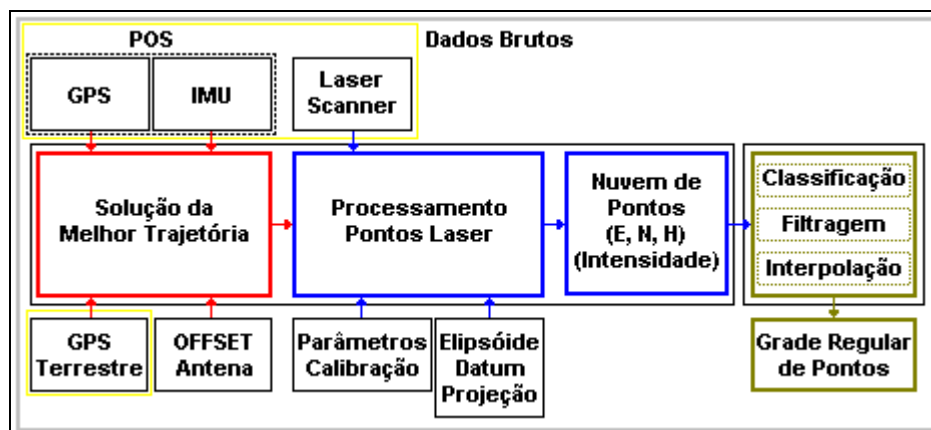 POS
Dados Brutos
GPS
IMU
Laser
Scanner
Solução da
Melhor Trajetória
Processamento
Pontos Laser
Nuvem de
Pontos
(E, N, H)
(Intensidade)
Classificação
Filtragem
Interpolação
GPS
Terrestre
OFFSET
Antena
Parâmetros
Calibração
Elipsóide
Datum
Projeção
Grade Regular
de Pontos